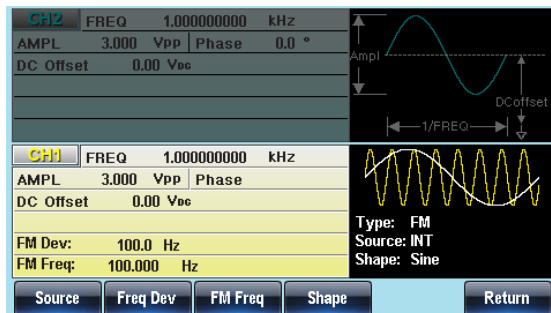 CH2 FREQ 1.000000000 kHz
AMPL 3.000 Vpp Phase 0.0 °
DC Offset 0.00 VDC
Ampl
DCoffset
1/FREQ
CH1 FREQ 1.000000000 kHz
AMPL 3.000 Vpp Phase
DC Offset 0.00 VDC
FM Dev: 100.0 Hz
FM Freq: 100.000 Hz
Type: FM
Source: INT
Shape: Sine
Source Freq Dev FM Freq Shape Return